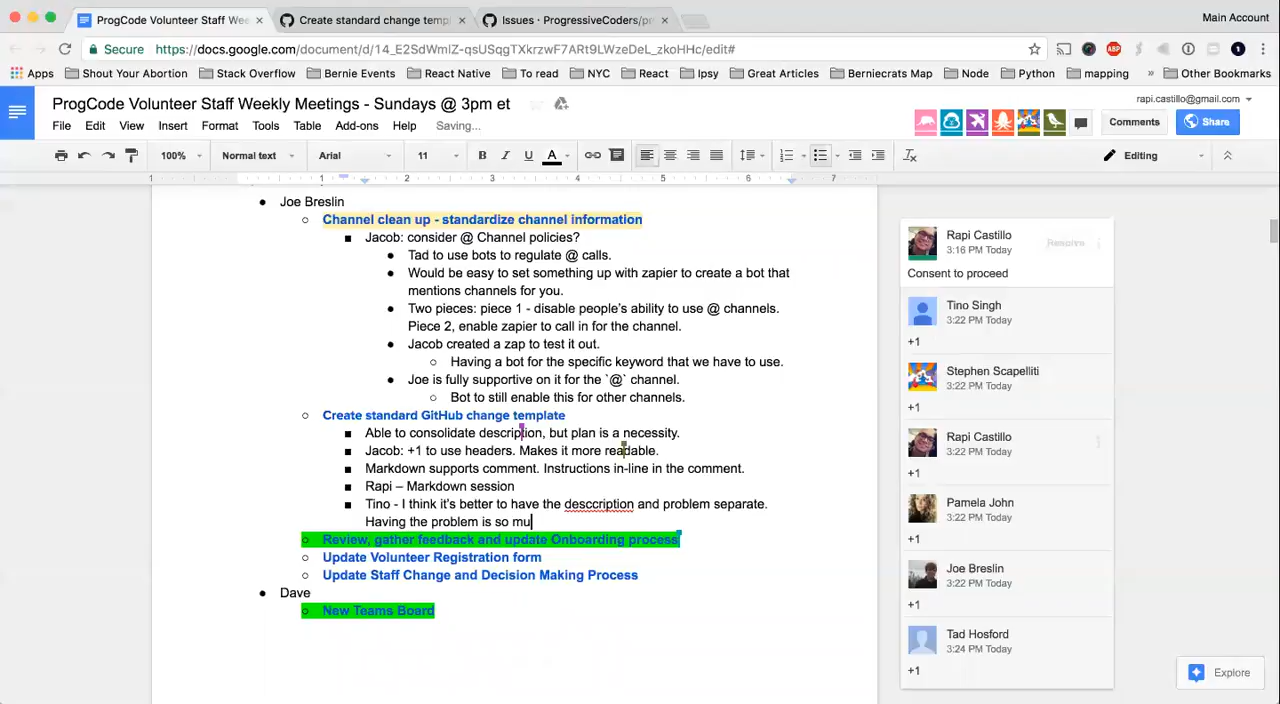 ProgCode Volunteer Staff Wee
Create standard change temp
Issues · ProgressiveCoders/pr
Main Account
Secure
https://docs.google.com/document/d/14_E2SdWmIZ-qsUSqgTXkrzwF7ARt9LWzeDeL_zkoHHc/edit#
Apps
Shout Your Abortion
Stack Overflow
Bernie Events
React Native
To read
NYC
React
Ipsy
Great Articles
Berniecrats Map
Node
Python
mapping
»
Other Bookmarks
ProgCode Volunteer Staff Weekly Meetings - Sundays @ 3pm et
rapi.castillo@gmail.com
File Edit View Insert Format Tools Table Add-ons Help Saving...
Comments
Share
100%
Normal text
Arial
11
B I U A
Editing
1 1 2 3 4 5 6 7
Joe Breslin
Channel clean up - standardize channel information
Jacob: consider @ Channel policies?
Tad to use bots to regulate @ calls.
Would be easy to set something up with zapier to create a bot that
mentions channels for you.
Two pieces: piece 1 - disable people's ability to use @ channels.
Piece 2, enable zapier to call in for the channel.
Jacob created a zap to test it out.
Having a bot for the specific keyword that we have to use.
Joe is fully supportive on it for the `@` channel.
Bot to still enable this for other channels.
Create standard GitHub change template
Able to consolidate description, but plan is a necessity.
Jacob: +1 to use headers. Makes it more readable.
Markdown supports comment. Instructions in-line in the comment.
Rapi – Markdown session
Tino - I think it's better to have the desccription and problem separate.
Having the problem is so mu
Review, gather feedback and update Onboarding process
Update Volunteer Registration form
Update Staff Change and Decision Making Process
Dave
New Teams Board
Rapi Castillo
3:16 PM Today
Resolve
Consent to proceed
Tino Singh
3:22 PM Today
+1
Stephen Scapelliti
3:22 PM Today
+1
Rapi Castillo
3:22 PM Today
+1
Pamela John
3:22 PM Today
+1
Joe Breslin
3:22 PM Today
+1
Tad Hosford
3:24 PM Today
+1
Explore